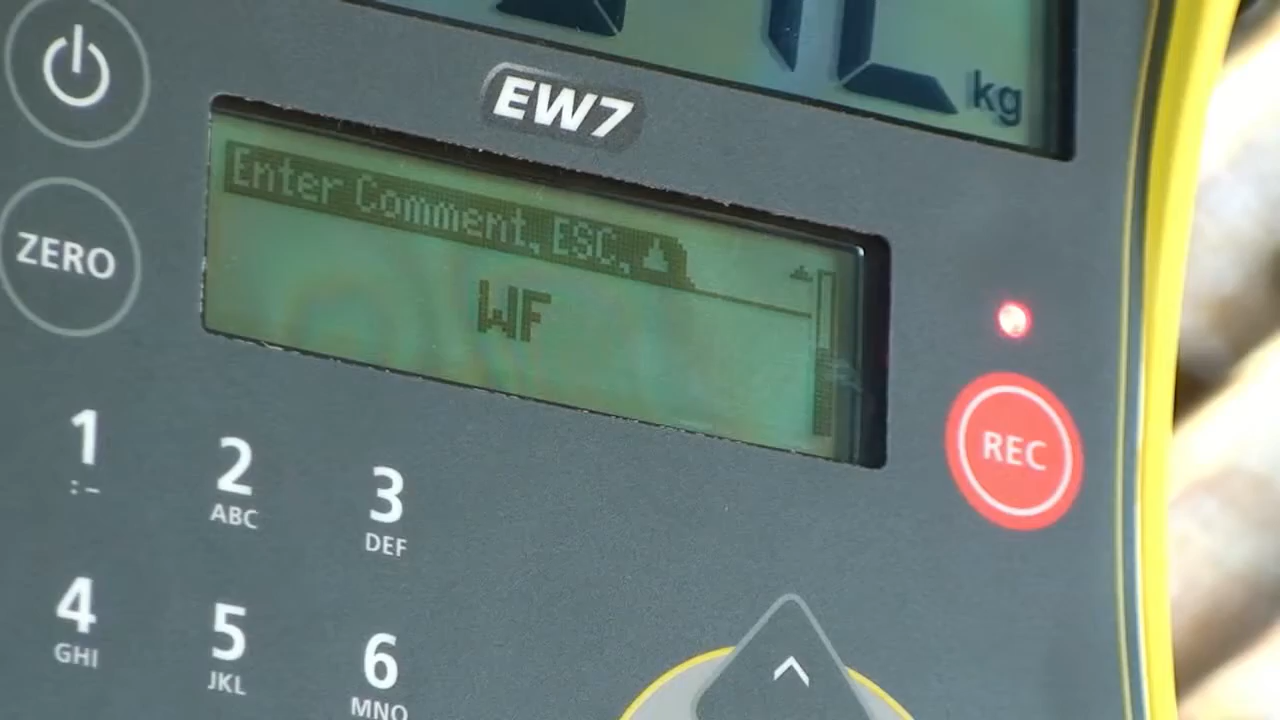 kg
EW7
Enter Comment, ESC, ▲
WF
ZERO
REC
1
:–
2
ABC
3
DEF
4
GHI
5
JKL
6
MNO